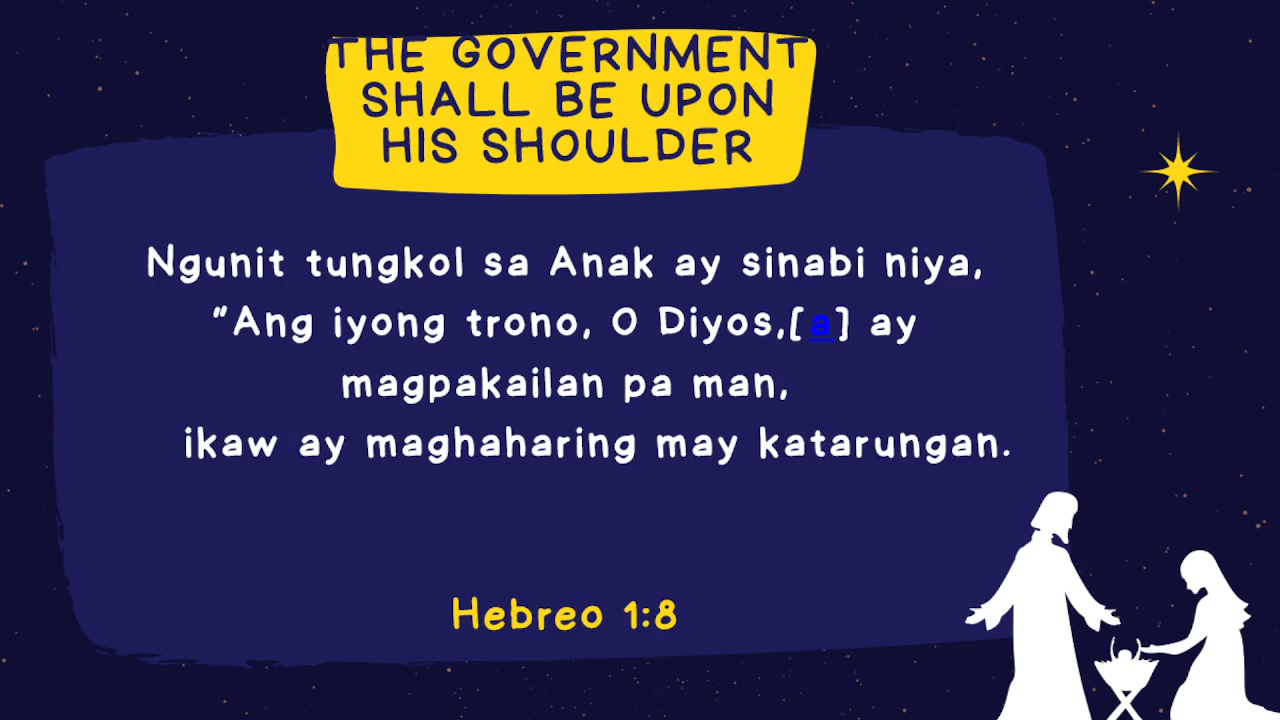 THE GOVERNMENT
SHALL BE UPON
HIS SHOULDER
Ngunit tungkol sa Anak ay sinabi niya,
"Ang iyong trono, O Diyos,[a] ay
magpakailan pa man,
ikaw ay maghaharing may katarungan.
Hebreo 1:8